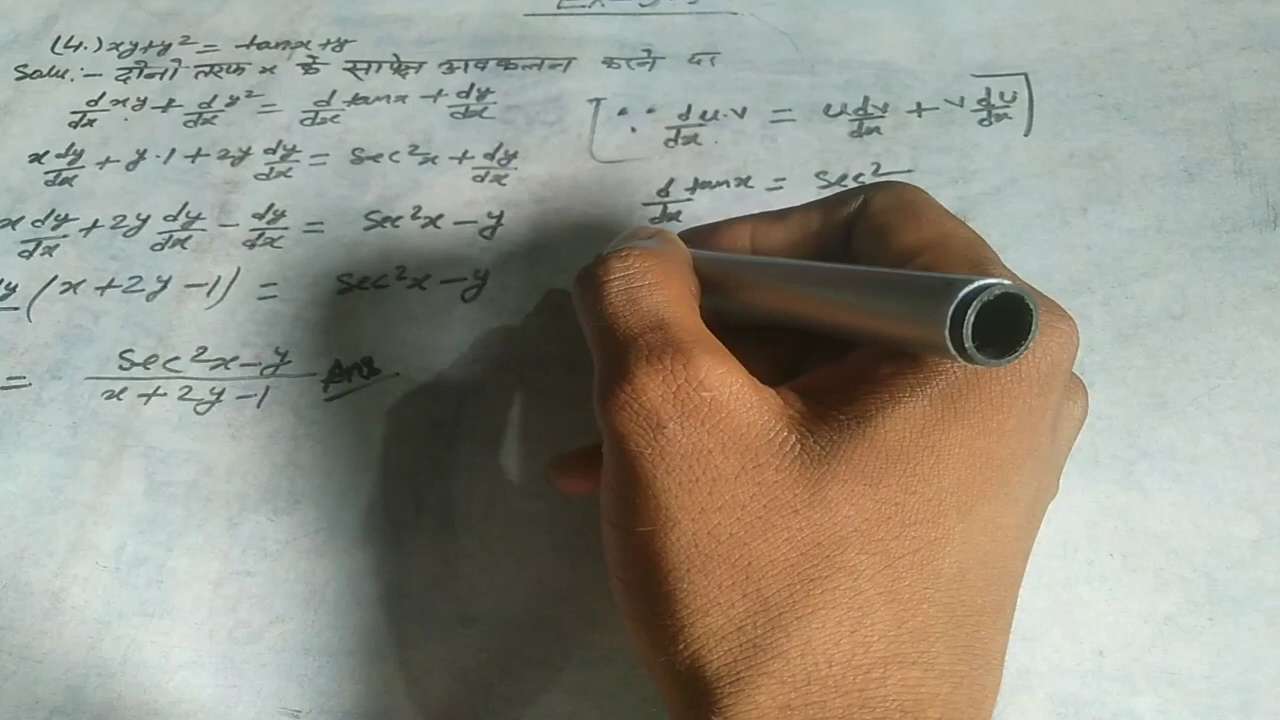 (4.) xy+y² = tanx+y
Solu:- दोनो तरफ x के सापेक्ष अवकलन करने पर
d/dx xy + d/dx y² = d/dx tanx + dy/dx
x dy/dx + y·1 + 2y dy/dx = sec²x + dy/dx
x dy/dx + 2y dy/dx - dy/dx = sec²x - y
(x+2y-1) = sec²x - y
= sec²x - y / x+2y-1 Ans.
[∵ d/dx u·v = u dv/dx + v du/dx]
d/dx tanx = sec²